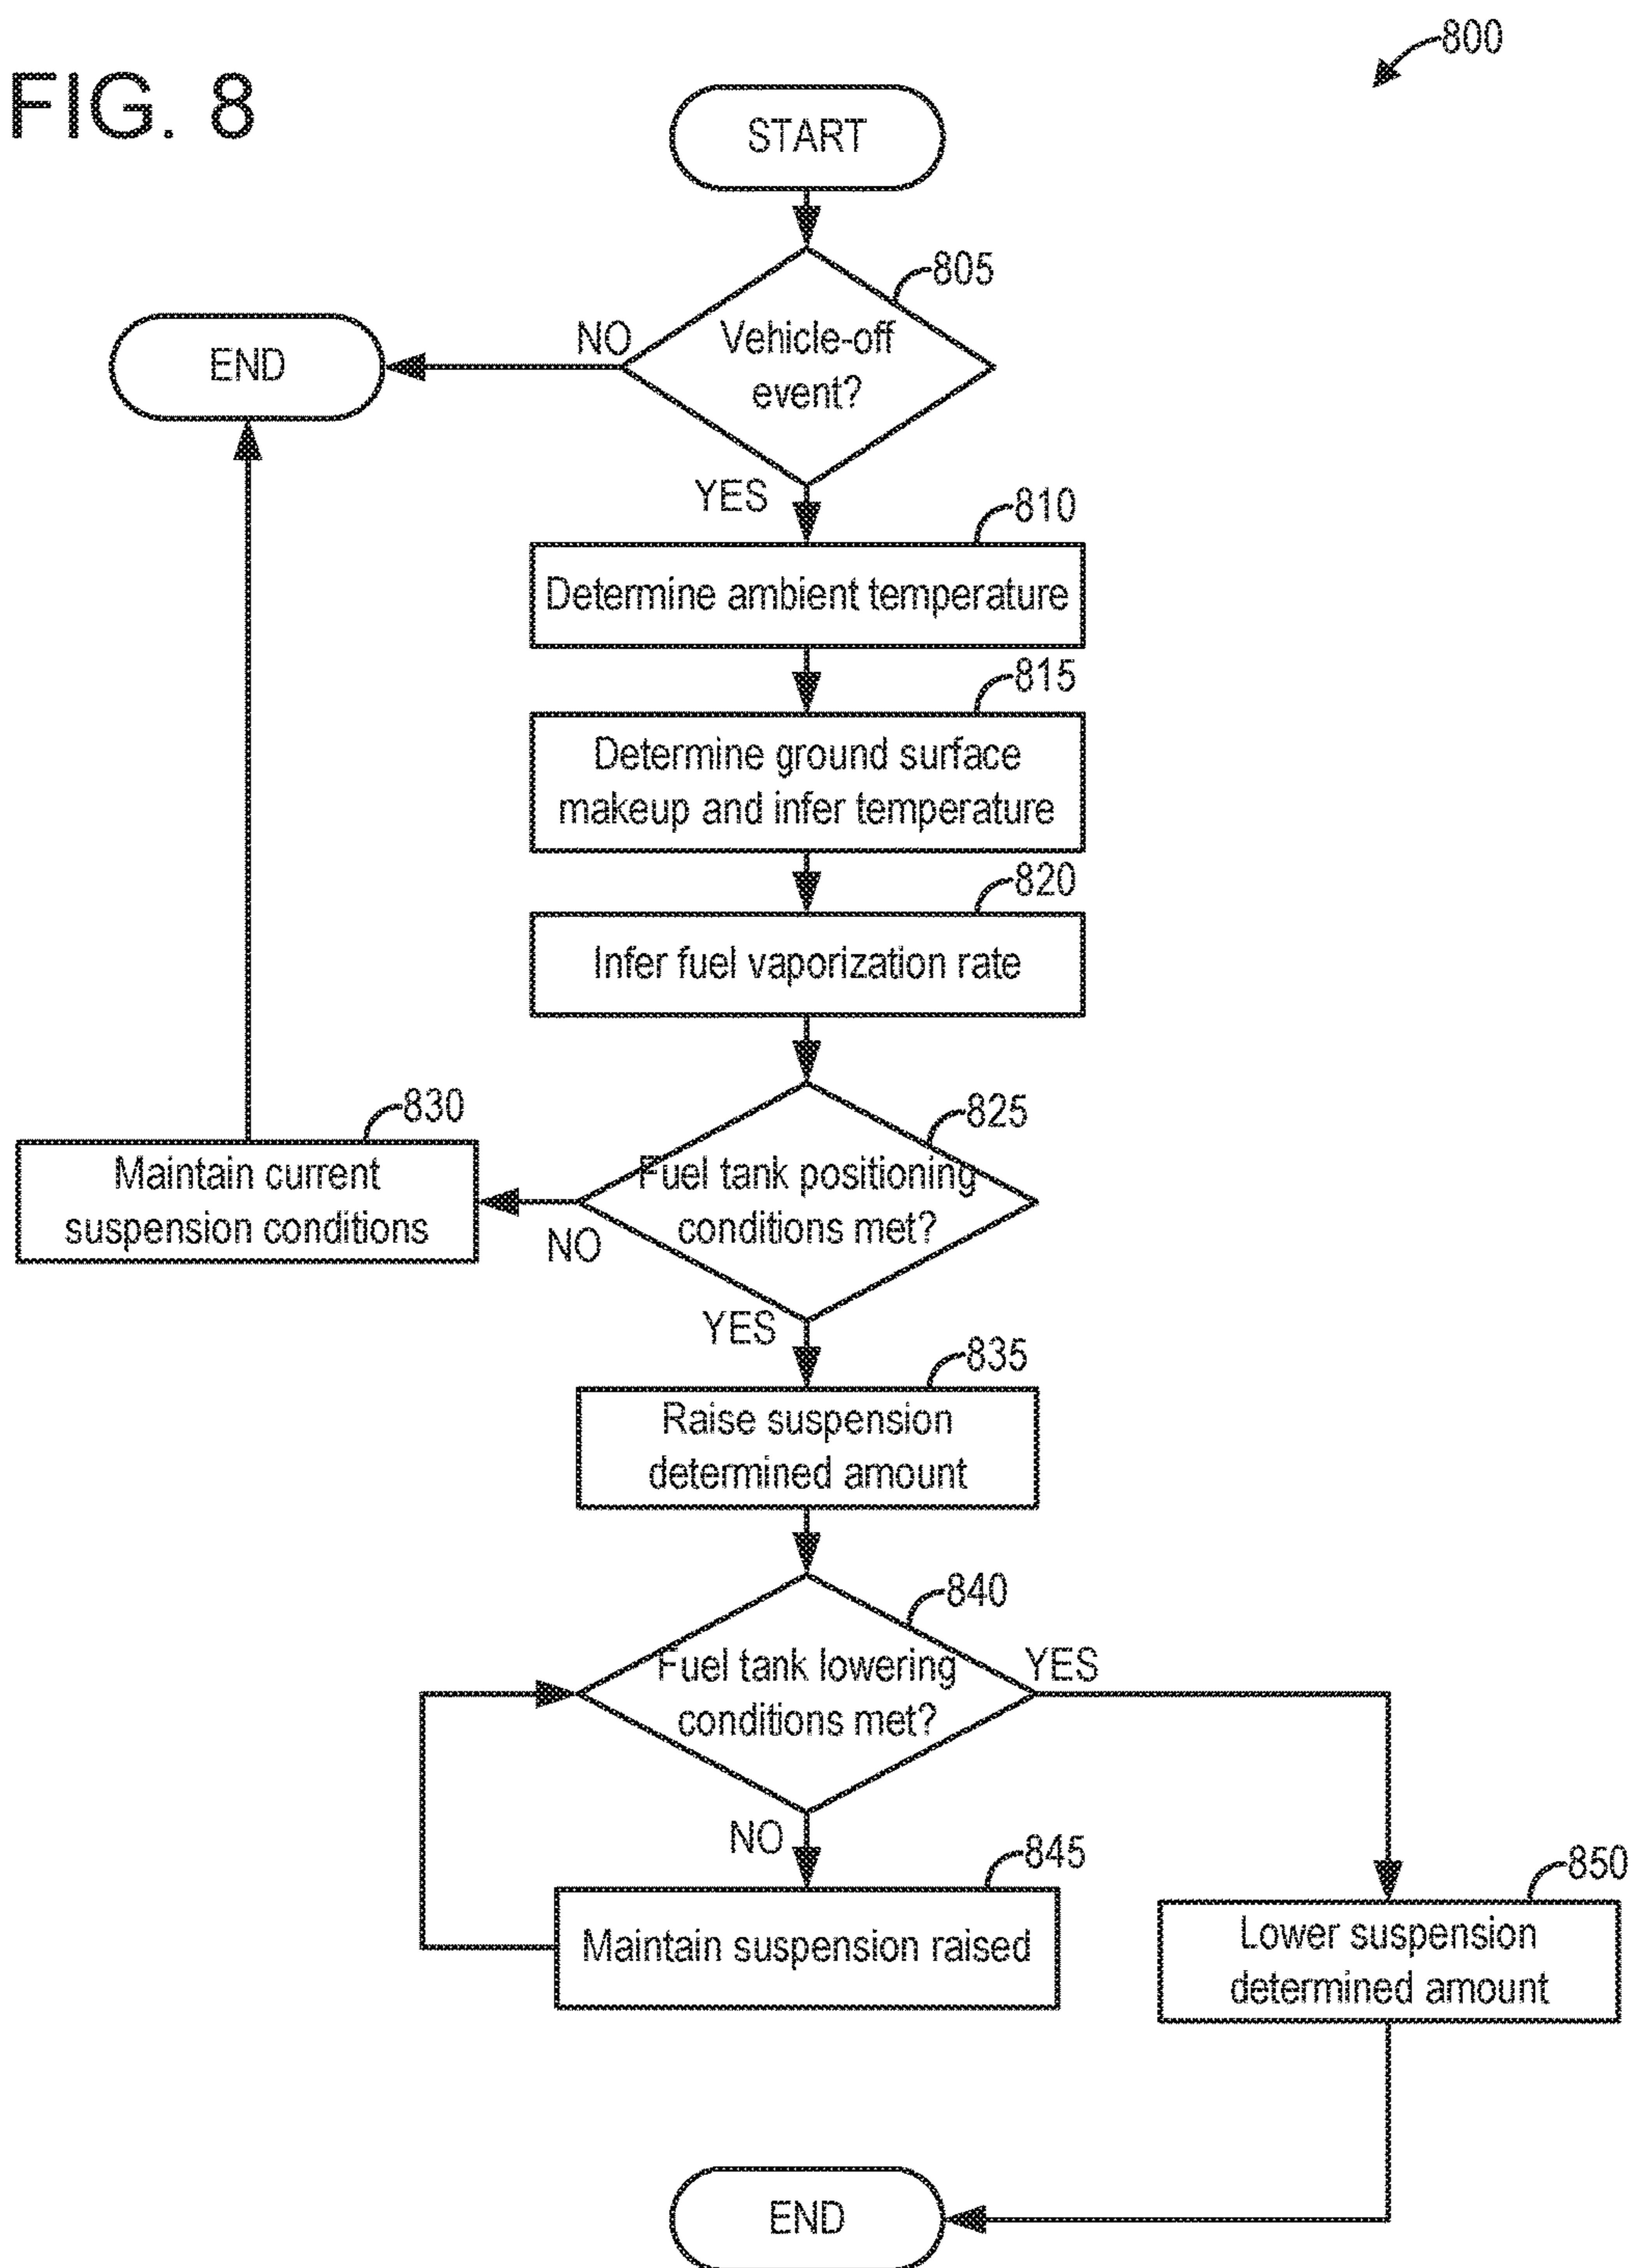 800
FIG. 8
START
805
Vehicle-off
event?
NO
END
YES
810
Determine ambient temperature
815
Determine ground surface
makeup and infer temperature
820
Infer fuel vaporization rate
825
Fuel tank positioning
conditions met?
NO
830
Maintain current
suspension conditions
YES
835
Raise suspension
determined amount
840
Fuel tank lowering
conditions met?
YES
NO
845
Maintain suspension raised
850
Lower suspension
determined amount
END